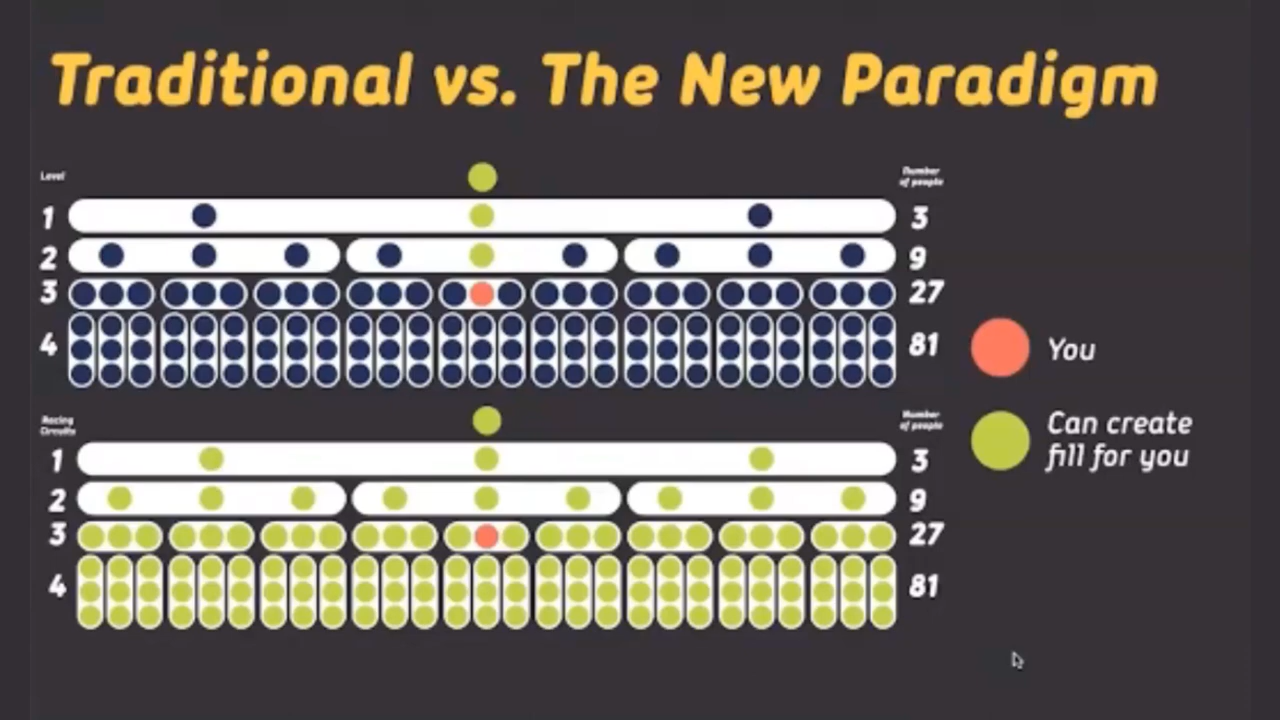 Traditional vs. The New Paradigm
Level
Number
of people
1
3
2
9
3
27
4
81
Racing
Circuits
Number
of people
1
3
2
9
3
27
4
81
You
Can create
fill for you